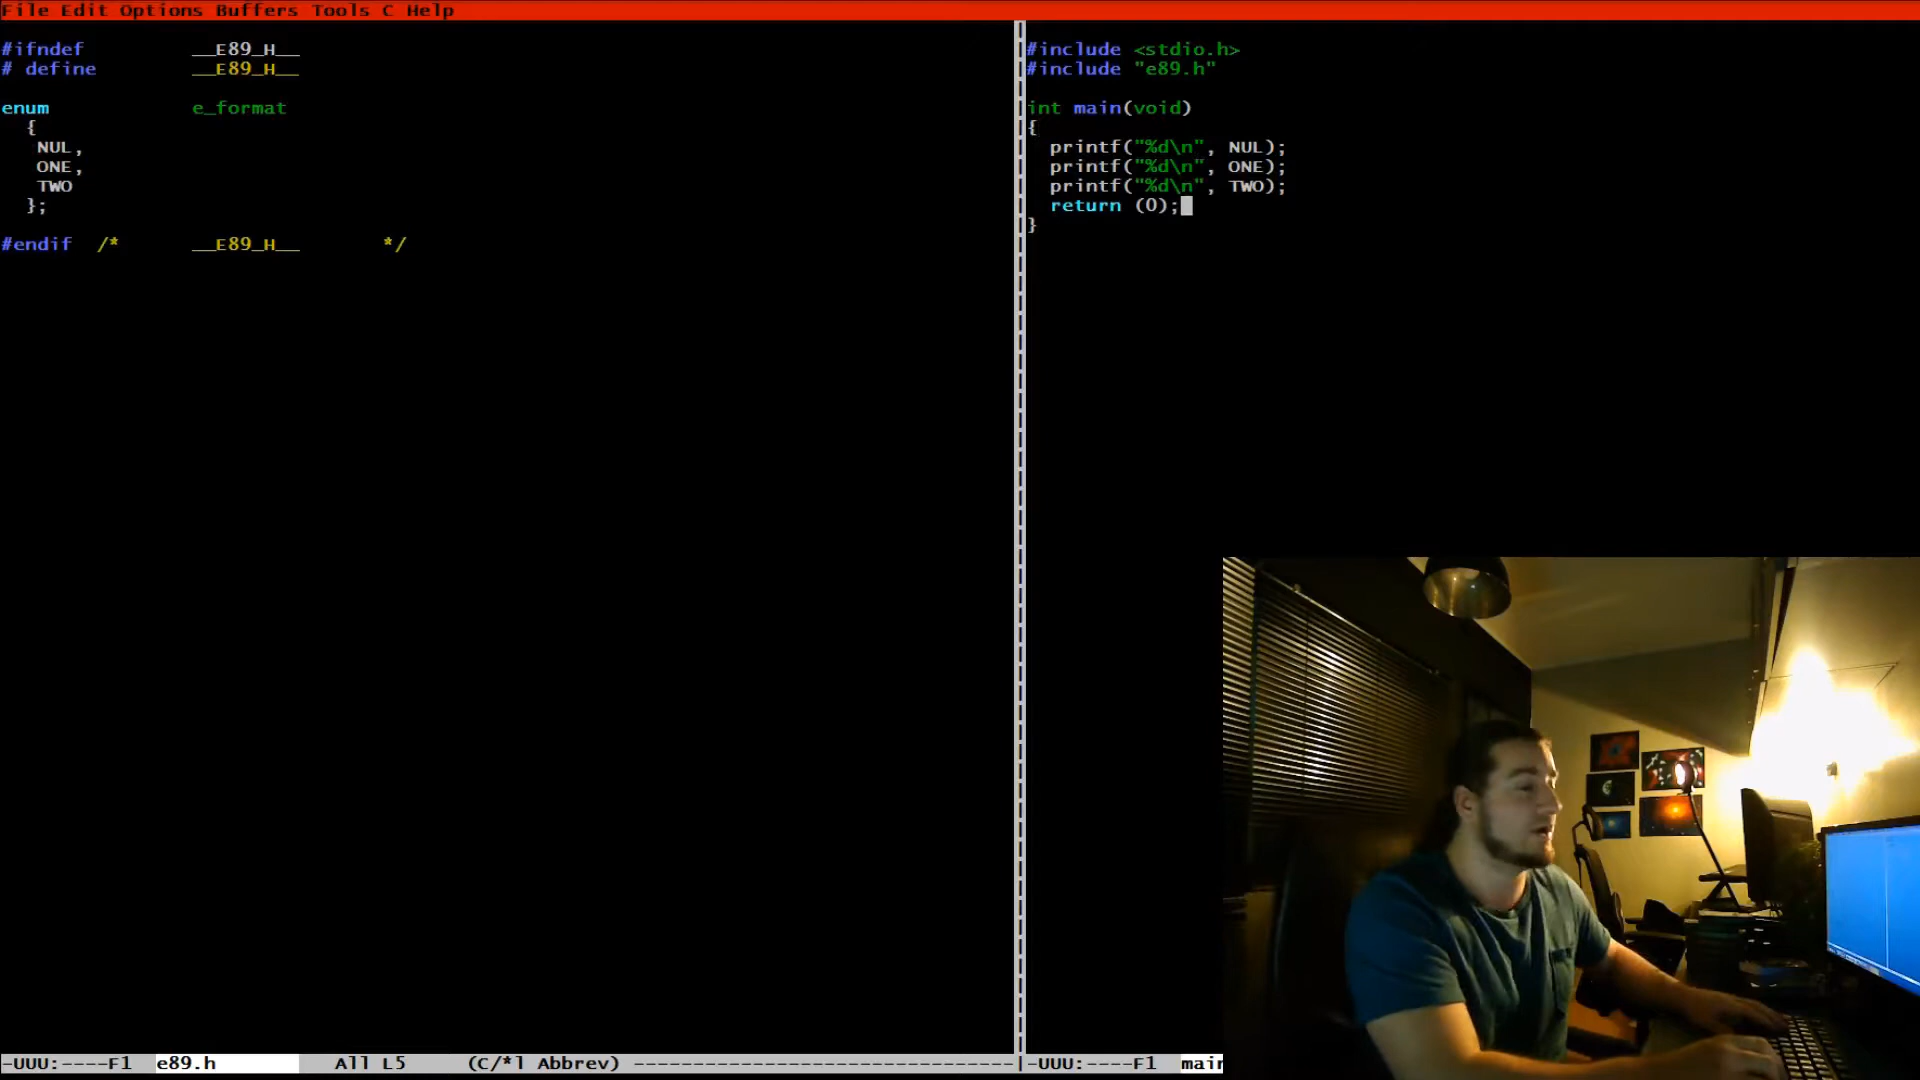 File Edit Options Buffers Tools C Help
#ifndef __E89_H__
# define __E89_H__
enum e_format
{
NUL,
ONE,
TWO
};
#endif /* __E89_H__ */
-UUU:----F1 e89.h All L5 (C/*l Abbrev)
#include <stdio.h>
#include "e89.h"
int main(void)
{
printf("%d\n", NUL);
printf("%d\n", ONE);
printf("%d\n", TWO);
return (0);
}
-UUU:----F1 main